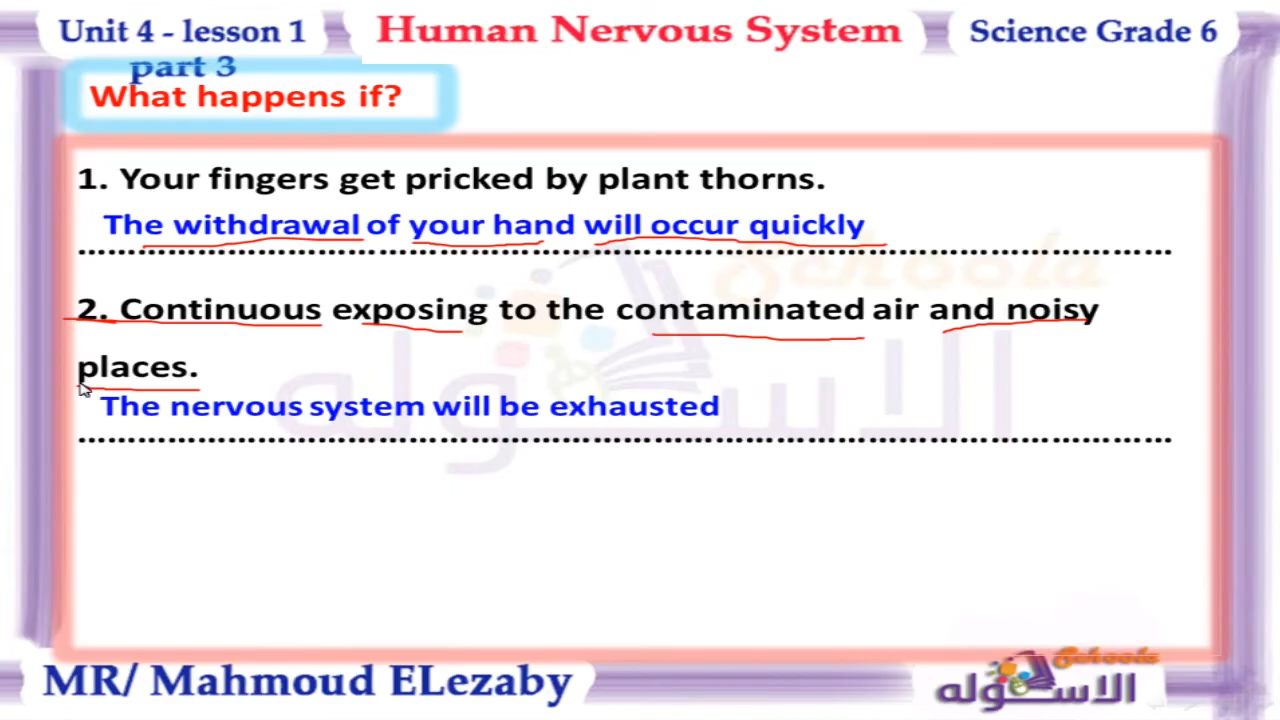 Unit 4 - lesson 1
part 3
Human Nervous System
Science Grade 6
What happens if?
1. Your fingers get pricked by plant thorns.
The withdrawal of your hand will occur quickly
2. Continuous exposing to the contaminated air and noisy
places.
The nervous system will be exhausted
MR/ Mahmoud ELezaby
Schoola
الاسكوله